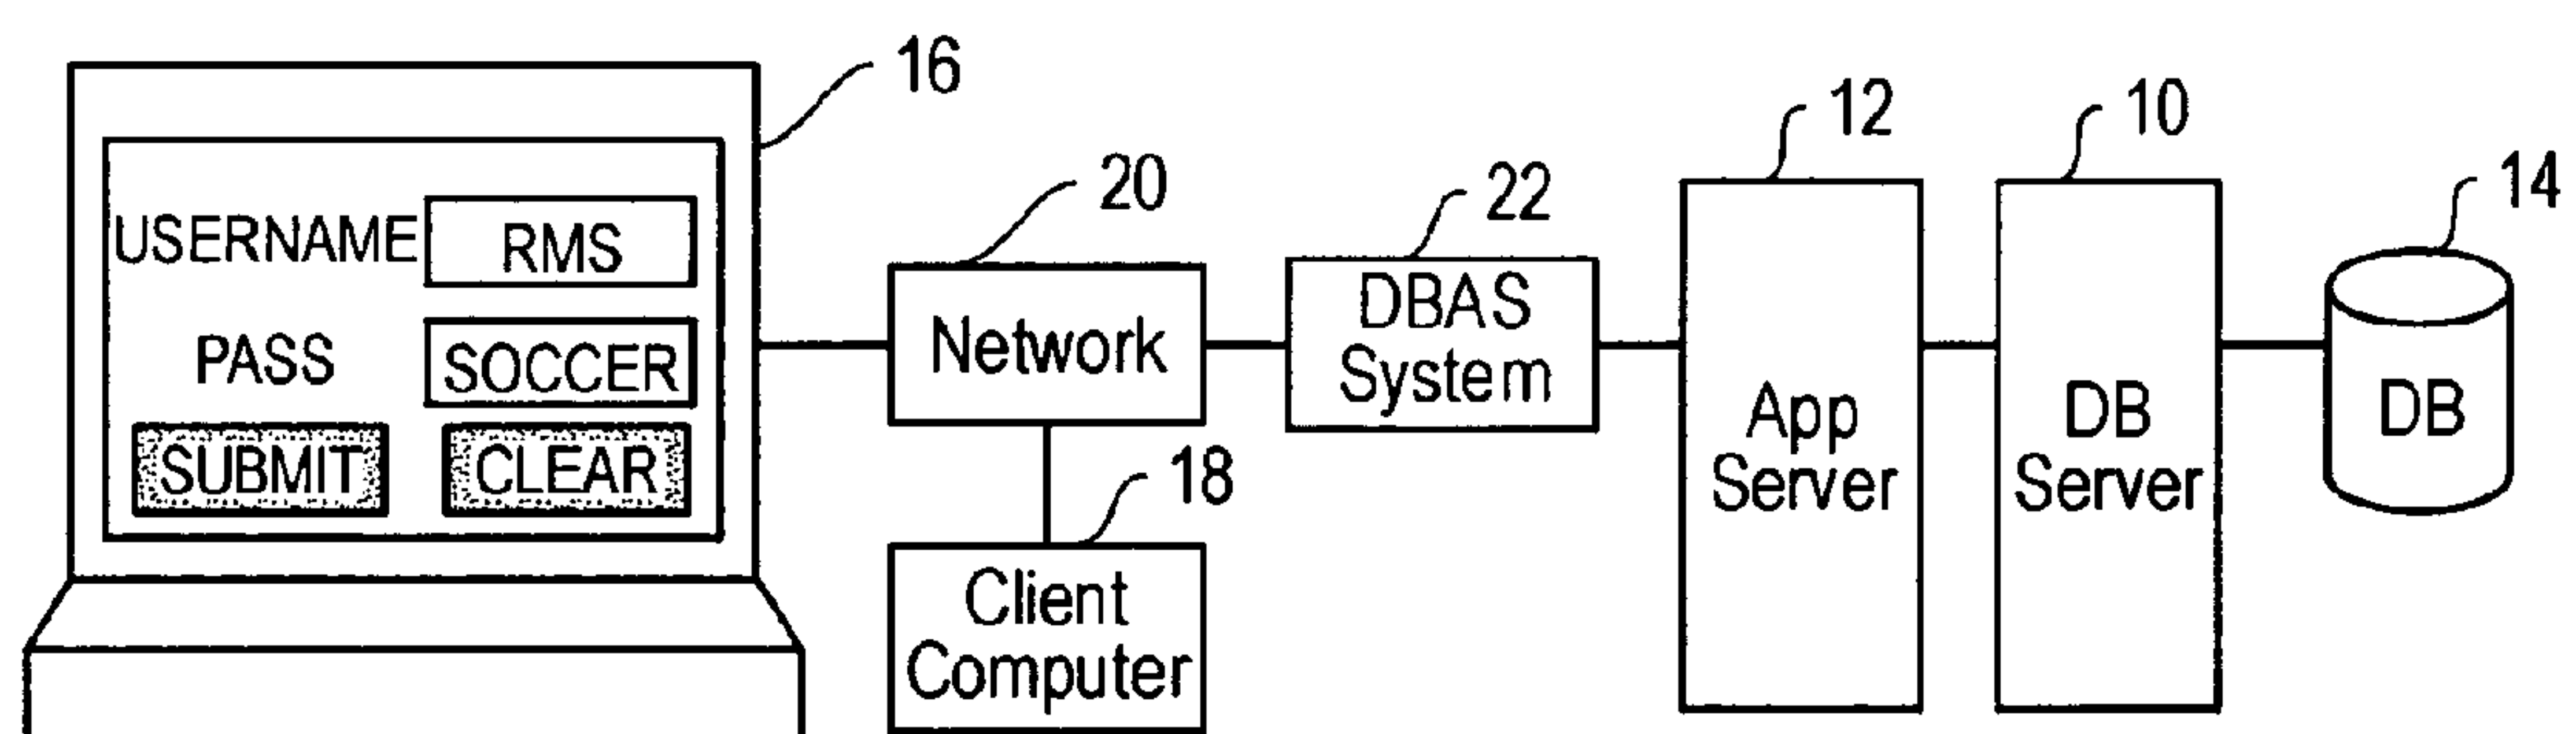 16
USERNAME RMS
PASS SOCCER
SUBMIT CLEAR
20
Network
18
Client
Computer
22
DBAS
System
12
App
Server
10
DB
Server
14
DB